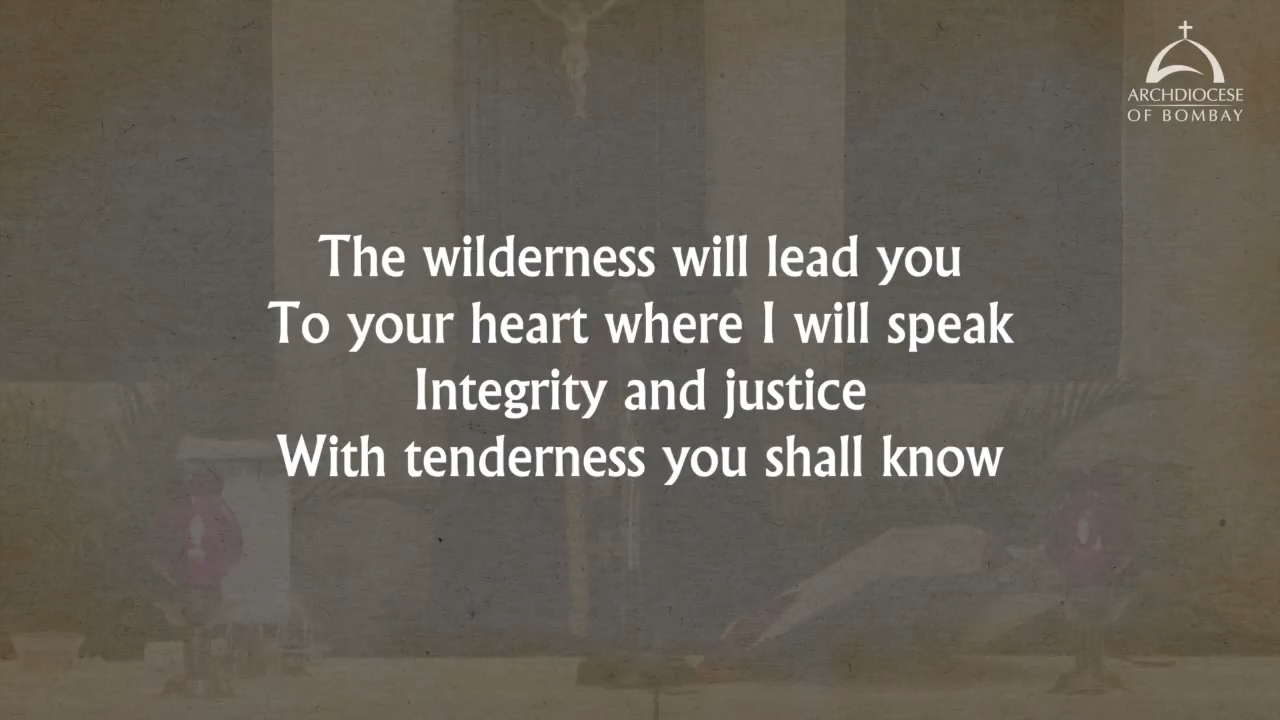 ARCHDIOCESE
OF BOMBAY
The wilderness will lead you
To your heart where I will speak
Integrity and justice
With tenderness you shall know